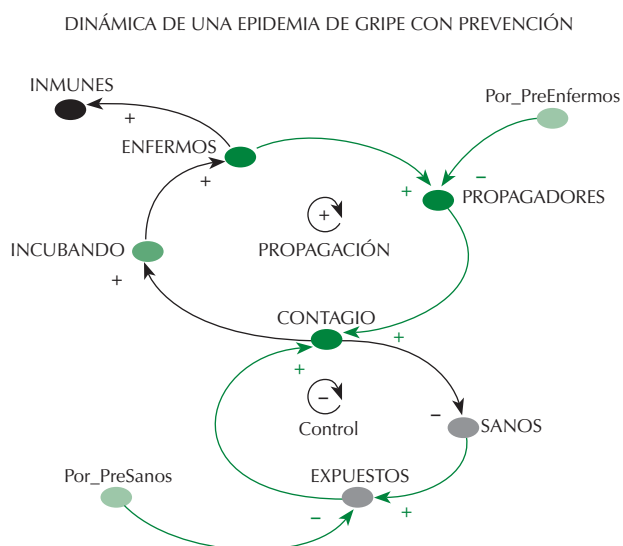 DINÁMICA DE UNA EPIDEMIA DE GRIPE CON PREVENCIÓN
INMUNES
+
Por_PreEnfermos
ENFERMOS
+
–
+
PROPAGADORES
+
PROPAGACIÓN
INCUBANDO
+
CONTAGIO
+
+
–
Control
–
SANOS
Por_PreSanos
EXPUESTOS
–
+